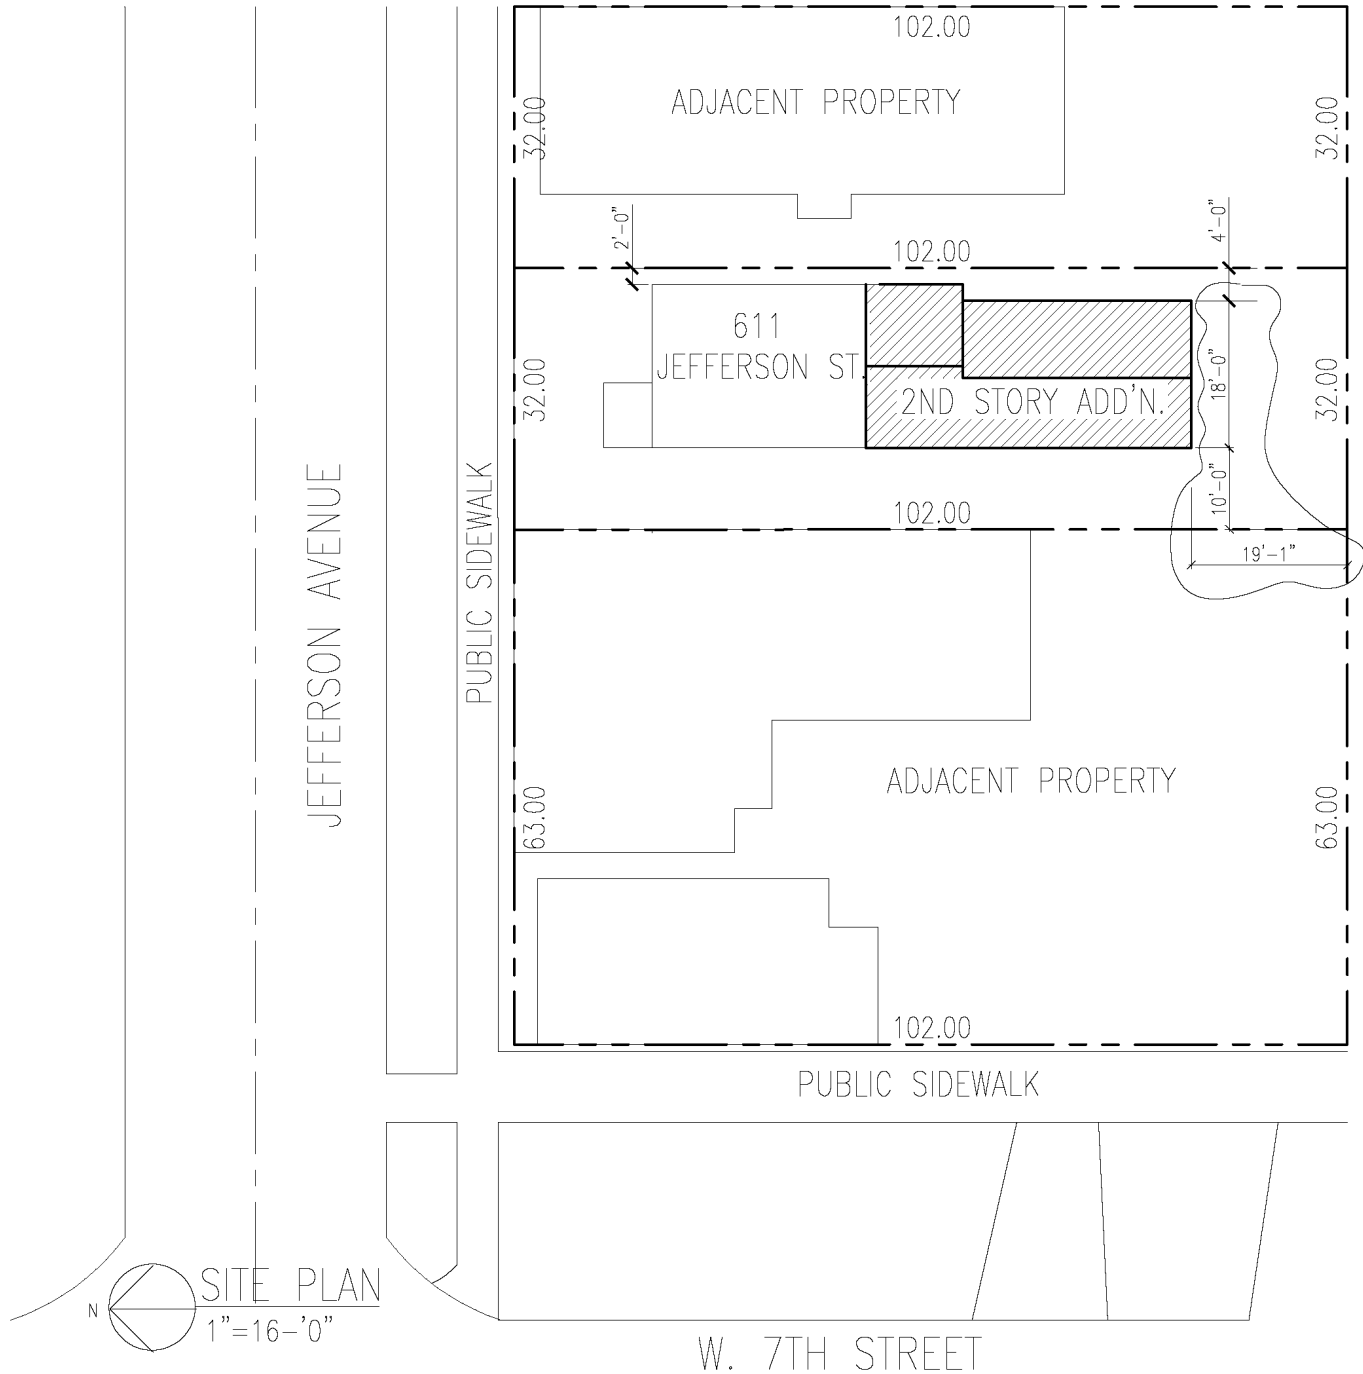 102.00
ADJACENT PROPERTY
32.00
32.00
2'-0"
4'-0"
102.00
611
JEFFERSON ST.
2ND STORY ADD'N.
32.00
18'-0"
32.00
10'-0"
102.00
19'-1"
JEFFERSON AVENUE
PUBLIC SIDEWALK
ADJACENT PROPERTY
63.00
63.00
102.00
PUBLIC SIDEWALK
N
SITE PLAN
1"=16-'0"
W. 7TH STREET